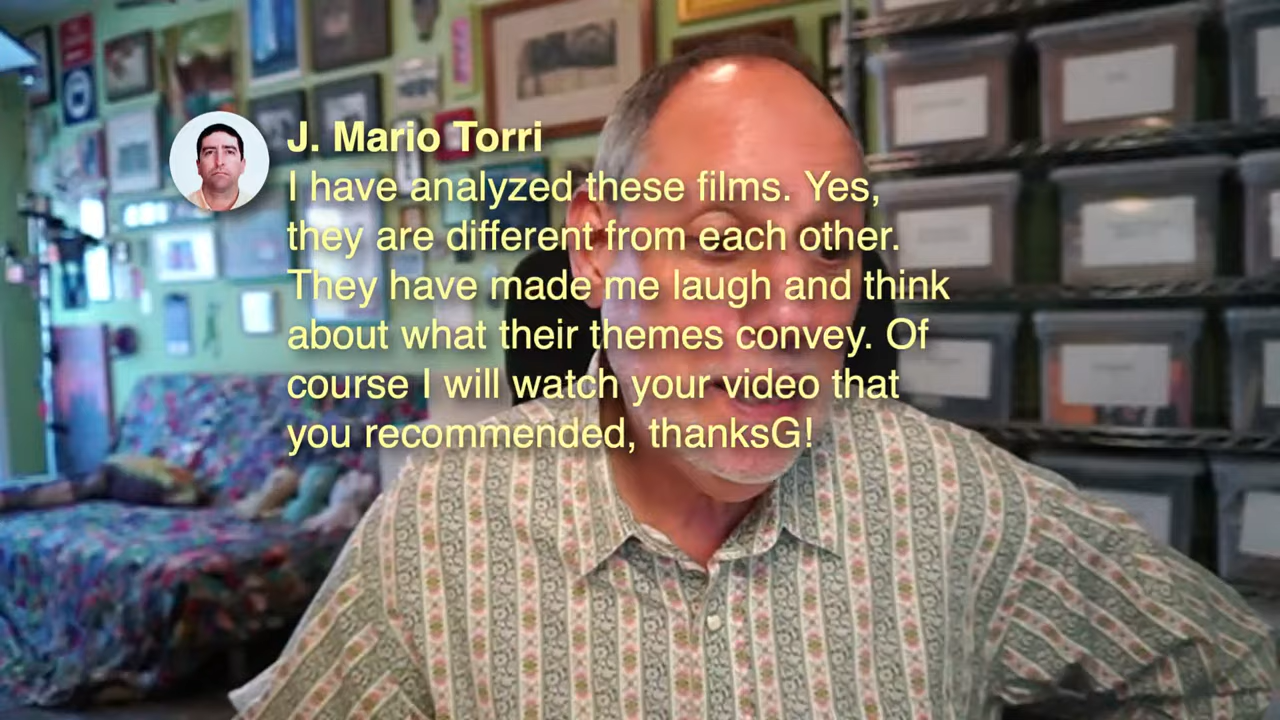 J. Mario Torri
I have analyzed these films. Yes,
they are different from each other.
They have made me laugh and think
about what their themes convey. Of
course I will watch your video that
you recommended, thanksG!